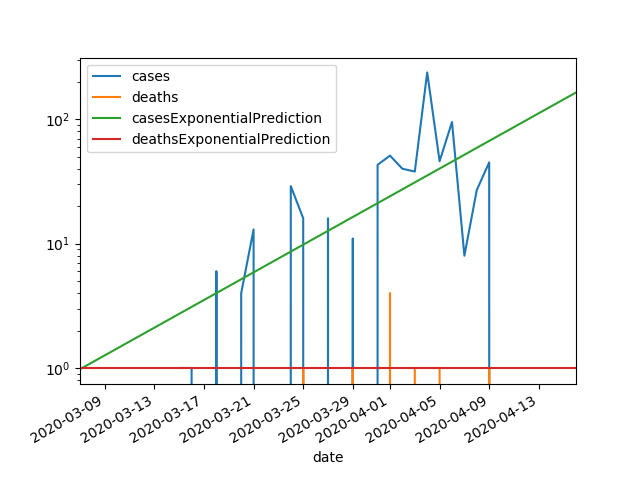 cases
deaths
casesExponentialPrediction
deathsExponentialPrediction
10^2
10^1
10^0
2020-03-09
2020-03-13
2020-03-17
2020-03-21
2020-03-25
2020-03-29
2020-04-01
2020-04-05
2020-04-09
2020-04-13
date